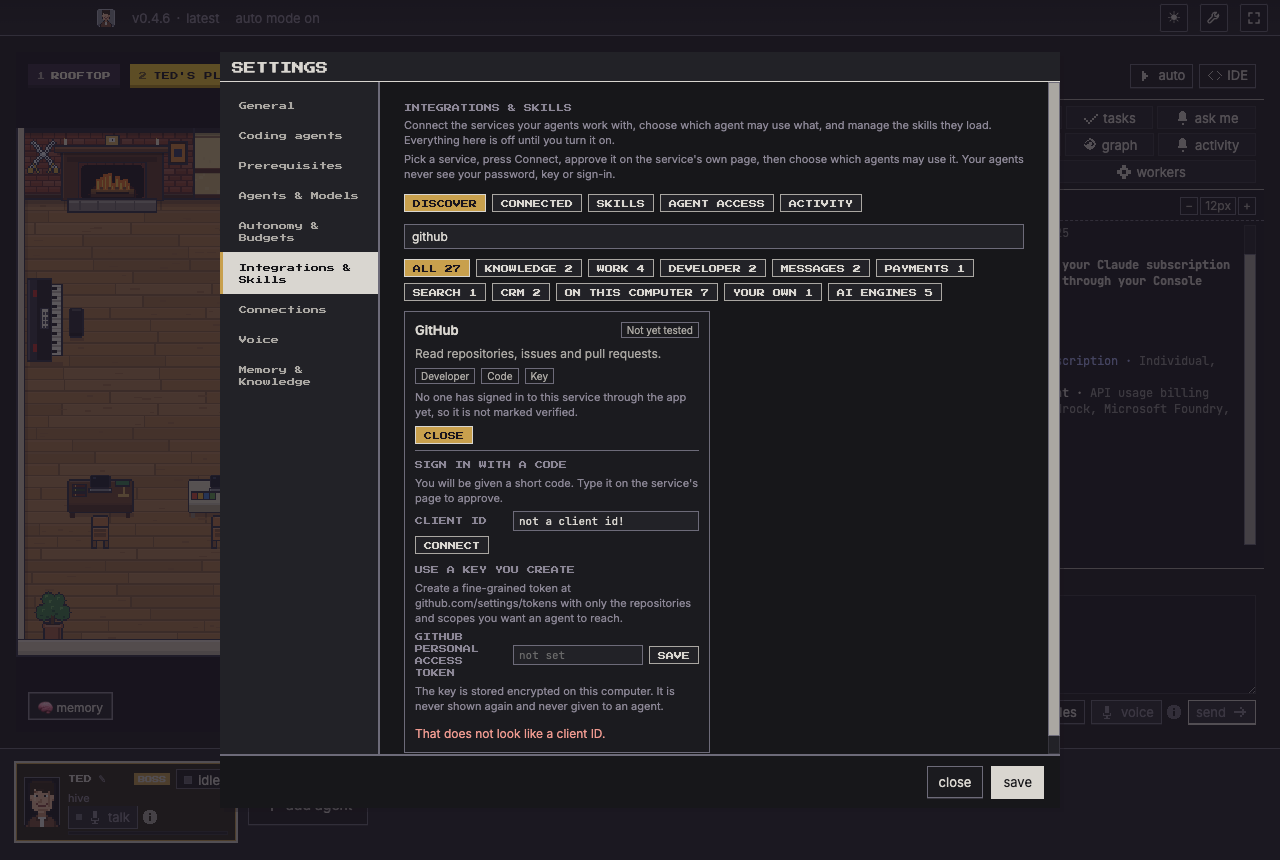 v0.4.6 · latest auto mode on
SETTINGS
1 ROOFTOP
2 TED'S PL
auto
<> IDE
General
Coding agents
Prerequisites
Agents & Models
Autonomy &
Budgets
Integrations &
Skills
Connections
Voice
Memory &
Knowledge
INTEGRATIONS & SKILLS
Connect the services your agents work with, choose which agent may use what, and manage the skills they load.
Everything here is off until you turn it on.
Pick a service, press Connect, approve it on the service's own page, then choose which agents may use it. Your agents
never see your password, key or sign-in.
DISCOVER CONNECTED SKILLS AGENT ACCESS ACTIVITY
github
ALL 27 KNOWLEDGE 2 WORK 4 DEVELOPER 2 MESSAGES 2 PAYMENTS 1
SEARCH 1 CRM 2 ON THIS COMPUTER 7 YOUR OWN 1 AI ENGINES 5
GitHub Not yet tested
Read repositories, issues and pull requests.
Developer Code Key
No one has signed in to this service through the app
yet, so it is not marked verified.
CLOSE
SIGN IN WITH A CODE
You will be given a short code. Type it on the service's
page to approve.
CLIENT ID not a client id!
CONNECT
USE A KEY YOU CREATE
Create a fine-grained token at
github.com/settings/tokens with only the repositories
and scopes you want an agent to reach.
GITHUB
PERSONAL
ACCESS
TOKEN
not set SAVE
The key is stored encrypted on this computer. It is
never shown again and never given to an agent.
That does not look like a client ID.
close save
tasks ask me
graph activity
workers
− 12px +
25
your Claude subscription
through your Console
cription · Individual,
t · API usage billing
rock, Microsoft Foundry,
les voice send
memory
TED BOSS Idle
hive
talk
add agent